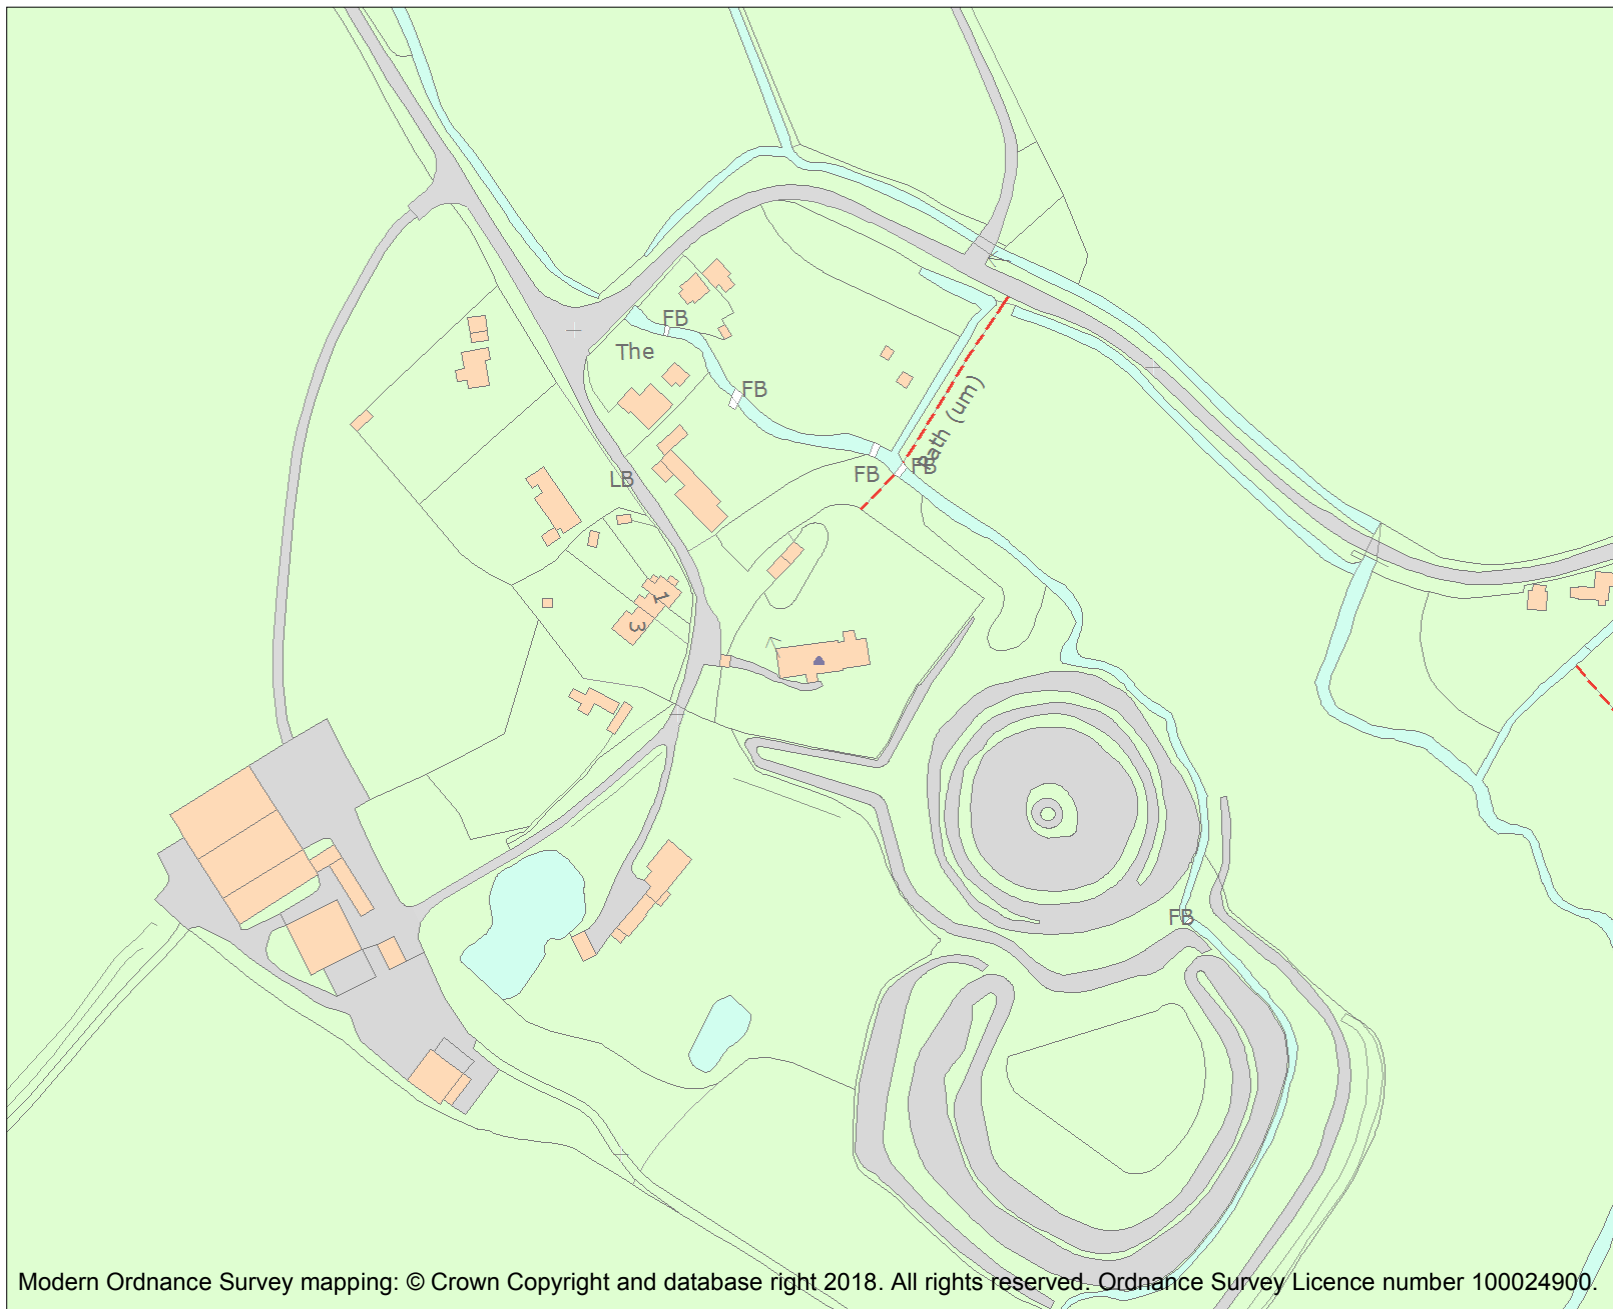 FB
The
FB
Path (um)
FB
FB
LB
1
3
FB
Modern Ordnance Survey mapping: © Crown Copyright and database right 2018. All rights reserved. Ordnance Survey Licence number 100024900.